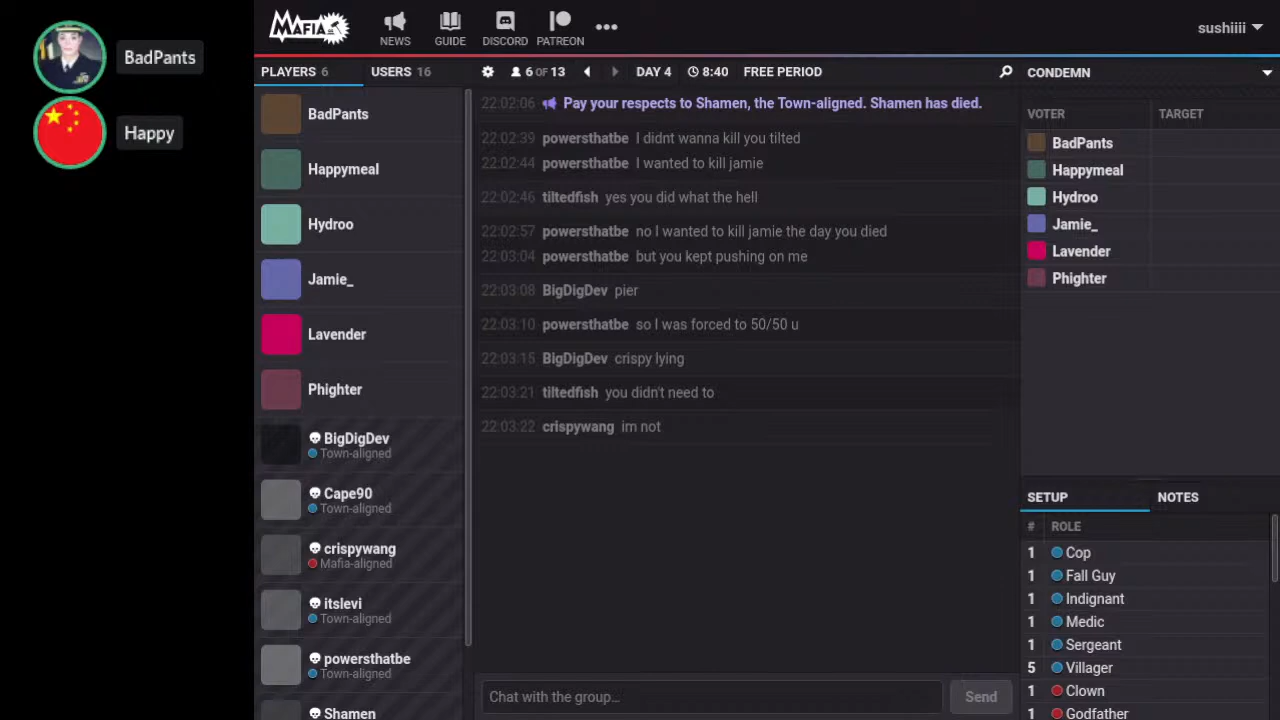 BadPants
Happy
MAFIA
NEWS
GUIDE
DISCORD
PATREON
sushiiii
PLAYERS 6
USERS 16
6 OF 13
DAY 4
8:40
FREE PERIOD
CONDEMN
BadPants
Happymeal
Hydroo
Jamie_
Lavender
Phighter
BigDigDev
Town-aligned
Cape90
Town-aligned
crispywang
Mafia-aligned
itslevi
Town-aligned
powersthatbe
Town-aligned
Shamen
22:02:06 Pay your respects to Shamen, the Town-aligned. Shamen has died.
22:02:39 powersthatbe I didnt wanna kill you tilted
22:02:44 powersthatbe I wanted to kill jamie
22:02:46 tiltedfish yes you did what the hell
22:02:57 powersthatbe no I wanted to kill jamie the day you died
22:03:04 powersthatbe but you kept pushing on me
22:03:08 BigDigDev pier
22:03:10 powersthatbe so I was forced to 50/50 u
22:03:15 BigDigDev crispy lying
22:03:21 tiltedfish you didn't need to
22:03:22 crispywang im not
Chat with the group...
Send
VOTER TARGET
BadPants
Happymeal
Hydroo
Jamie_
Lavender
Phighter
SETUP NOTES
# ROLE
1 Cop
1 Fall Guy
1 Indignant
1 Medic
1 Sergeant
5 Villager
1 Clown
1 Godfather